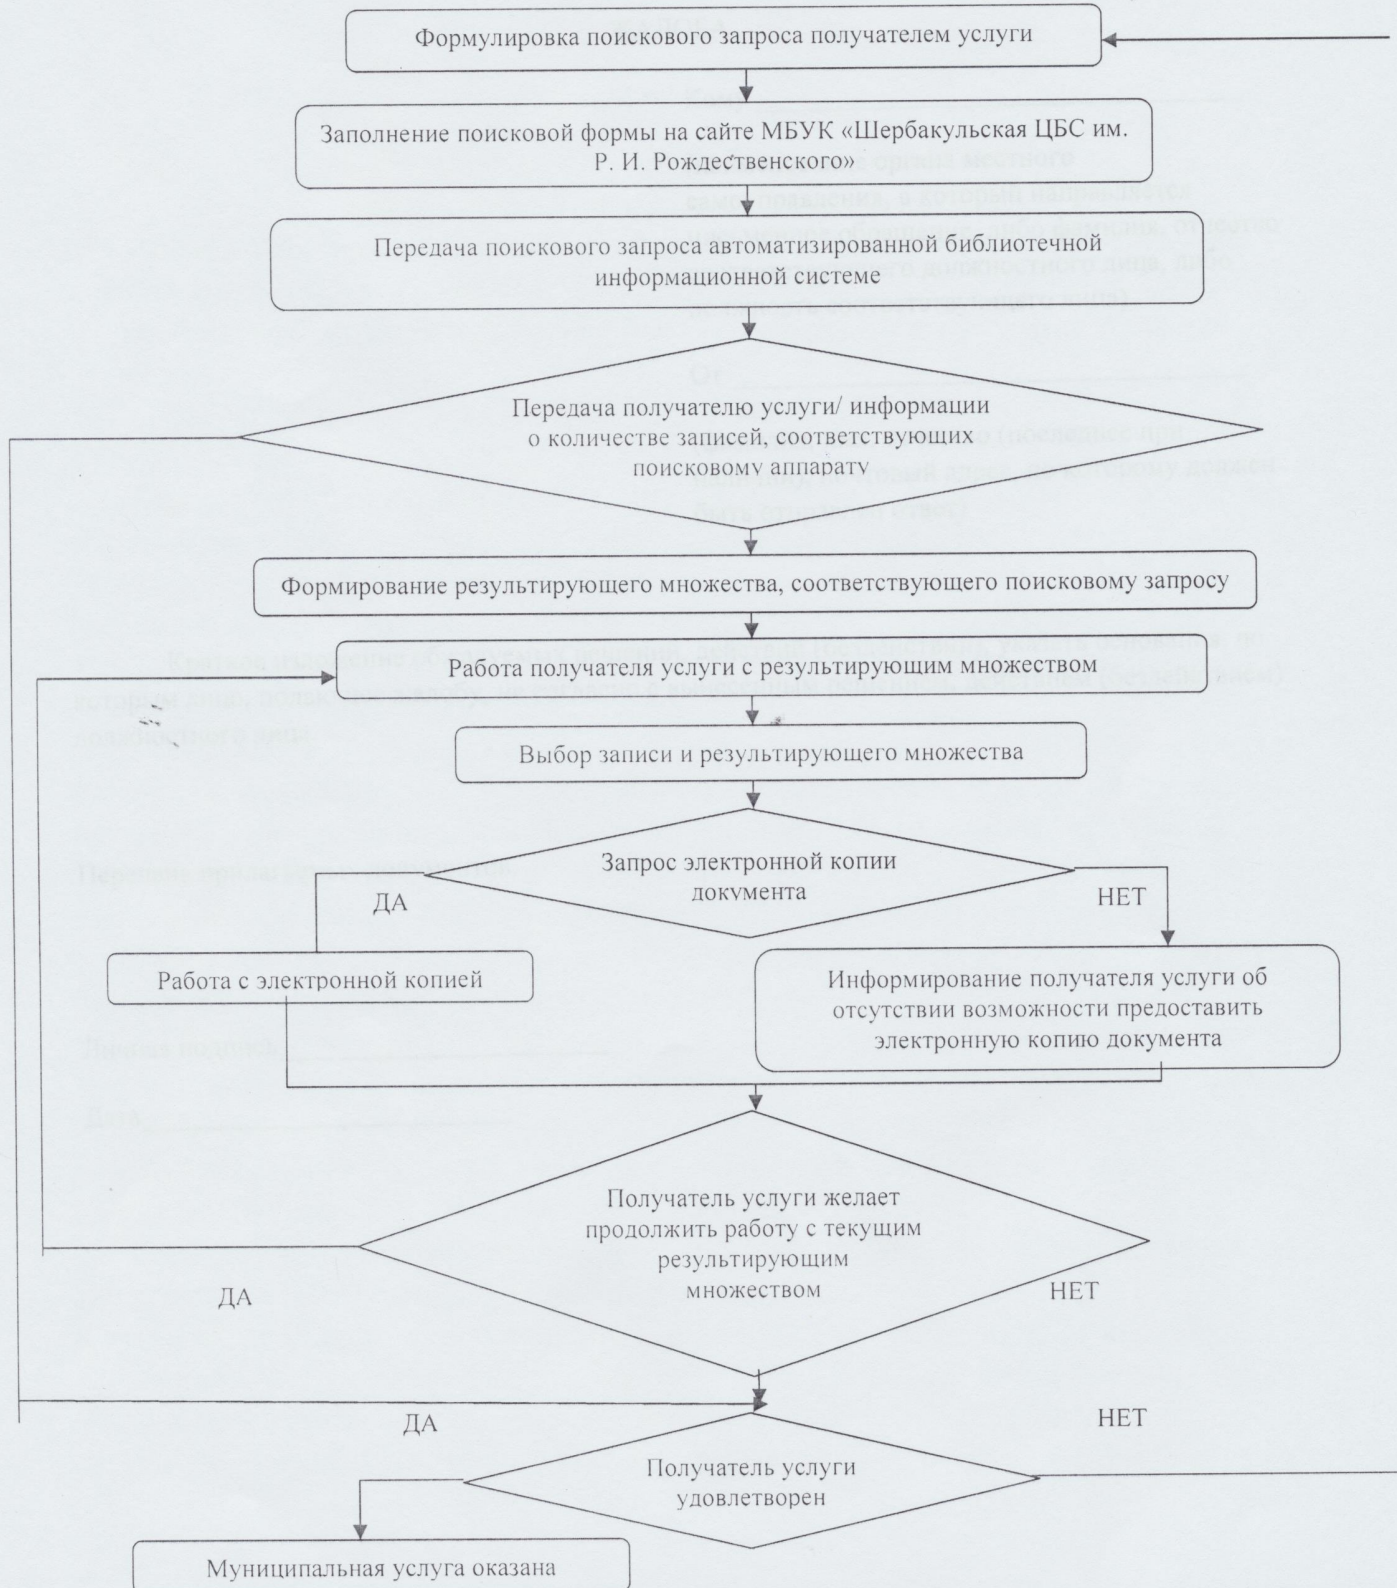 Формулировка поискового запроса получателем услуги
Заполнение поисковой формы на сайте МБУК «Шербакульская ЦБС им.
Р. И. Рождественского»
Передача поискового запроса автоматизированной библиотечной
информационной системе
Передача получателю услуги/ информации
о количестве записей, соответствующих
поисковому аппарату
Формирование результирующего множества, соответствующего поисковому запросу
Работа получателя услуги с результирующим множеством
Выбор записи и результирующего множества
Запрос электронной копии
документа
ДА
НЕТ
Работа с электронной копией
Информирование получателя услуги об
отсутствии возможности предоставить
электронную копию документа
Получатель услуги желает
продолжить работу с текущим
результирующим
множеством
ДА
НЕТ
ДА
НЕТ
Получатель услуги
удовлетворен
Муниципальная услуга оказана